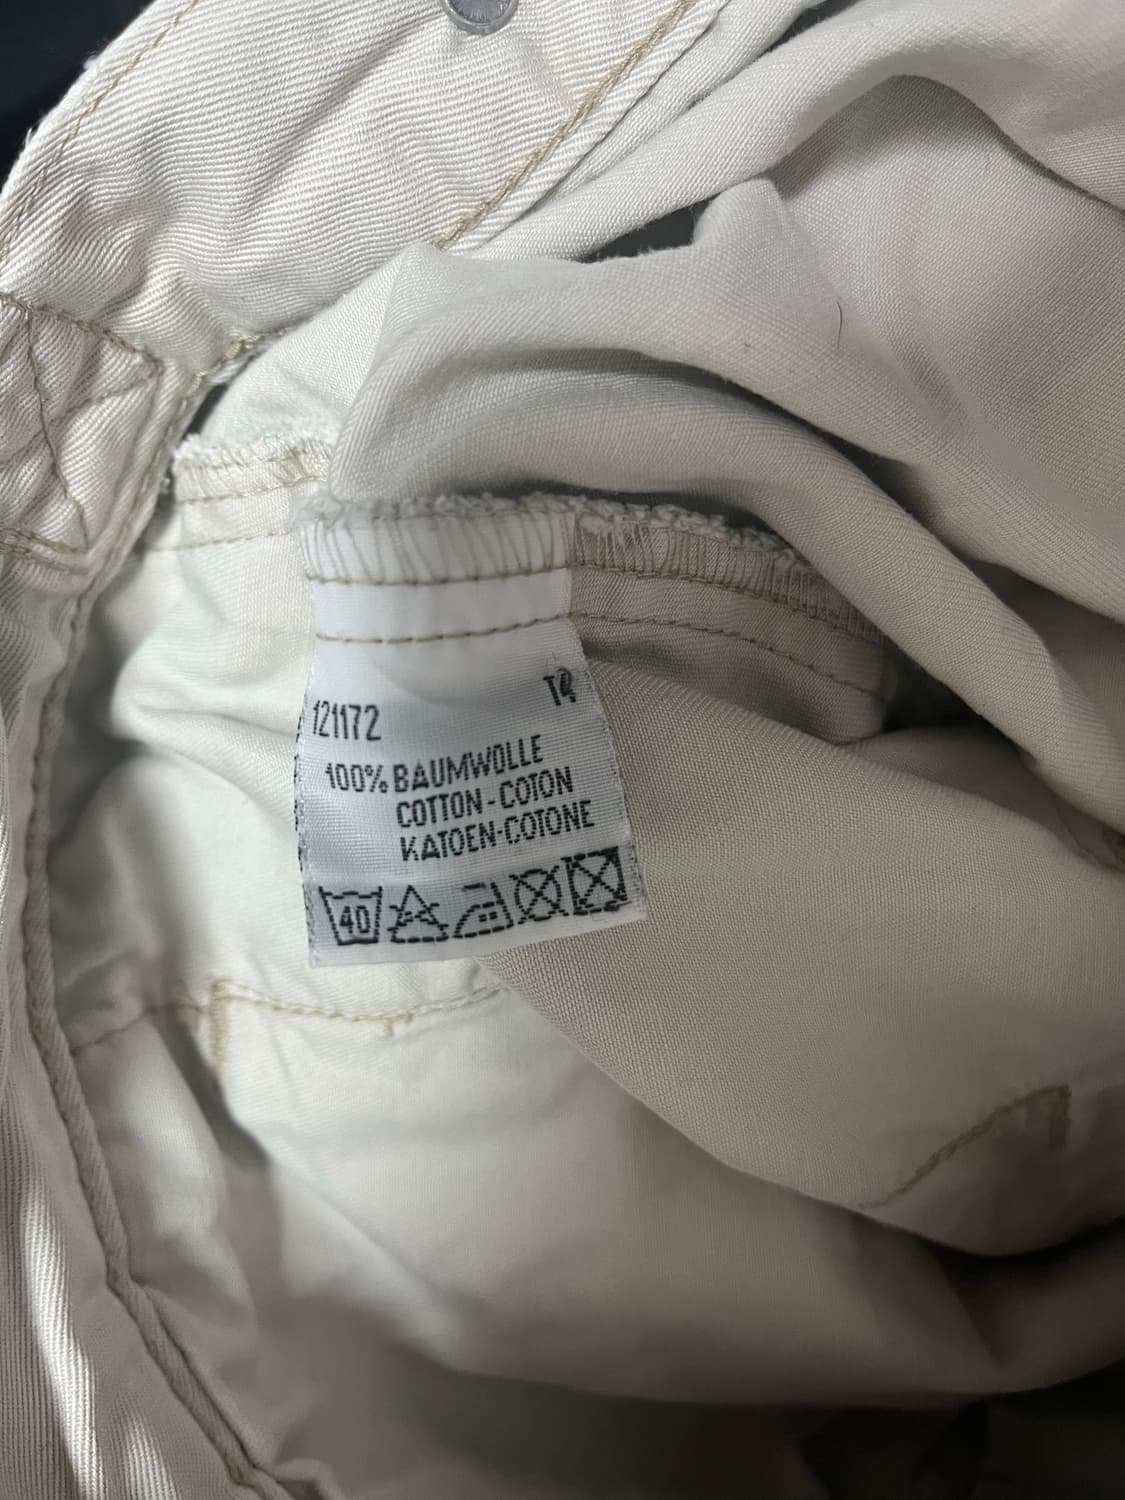 121172
100% BAUMWOLLE
COTTON-COTON
KATOEN-COTONE
40